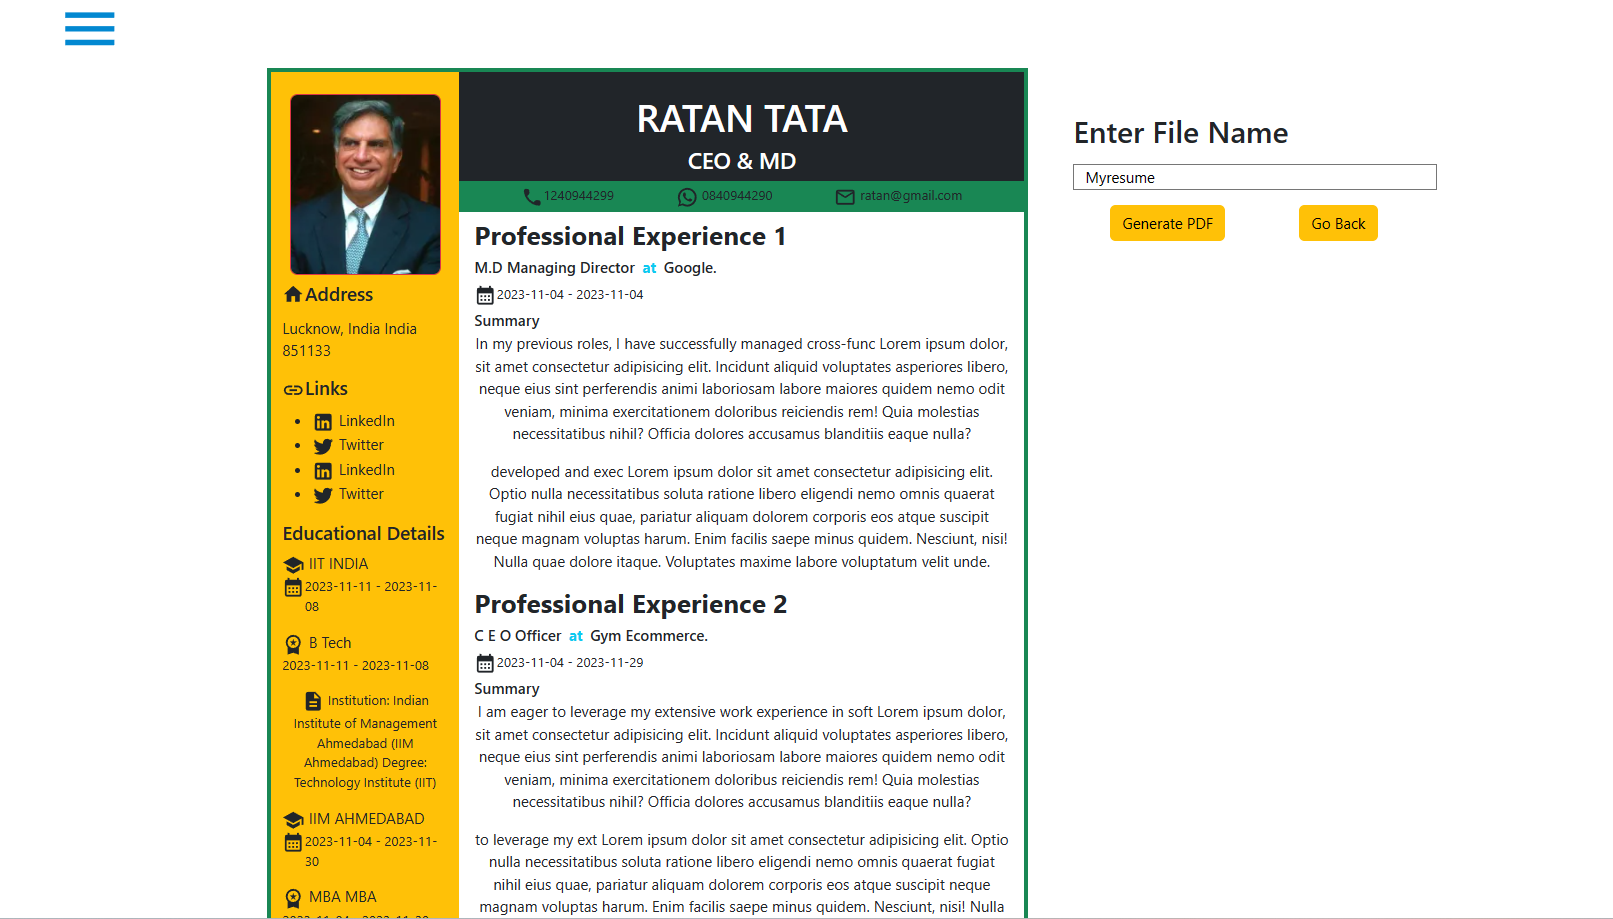 RATAN TATA
CEO & MD
1240944299 0840944290 ratan@gmail.com
Address
Lucknow, India India
851133
Links
LinkedIn
Twitter
LinkedIn
Twitter
Educational Details
IIT INDIA
2023-11-11 - 2023-11-
08
B Tech
2023-11-11 - 2023-11-08
Institution: Indian
Institute of Management
Ahmedabad (IIM
Ahmedabad) Degree:
Technology Institute (IIT)
IIM AHMEDABAD
2023-11-04 - 2023-11-
30
MBA MBA
Professional Experience 1
M.D Managing Director at Google.
2023-11-04 - 2023-11-04
Summary
In my previous roles, I have successfully managed cross-func Lorem ipsum dolor,
sit amet consectetur adipisicing elit. Incidunt aliquid voluptates asperiores libero,
neque eius sint perferendis animi laboriosam labore maiores quidem nemo odit
veniam, minima exercitationem doloribus reiciendis rem! Quia molestias
necessitatibus nihil? Officia dolores accusamus blanditiis eaque nulla?
developed and exec Lorem ipsum dolor sit amet consectetur adipisicing elit.
Optio nulla necessitatibus soluta ratione libero eligendi nemo omnis quaerat
fugiat nihil eius quae, pariatur aliquam dolorem corporis eos atque suscipit
neque magnam voluptas harum. Enim facilis saepe minus quidem. Nesciunt, nisi!
Nulla quae dolore itaque. Voluptates maxime labore voluptatum velit unde.
Professional Experience 2
C E O Officer at Gym Ecommerce.
2023-11-04 - 2023-11-29
Summary
I am eager to leverage my extensive work experience in soft Lorem ipsum dolor,
sit amet consectetur adipisicing elit. Incidunt aliquid voluptates asperiores libero,
neque eius sint perferendis animi laboriosam labore maiores quidem nemo odit
veniam, minima exercitationem doloribus reiciendis rem! Quia molestias
necessitatibus nihil? Officia dolores accusamus blanditiis eaque nulla?
to leverage my ext Lorem ipsum dolor sit amet consectetur adipisicing elit. Optio
nulla necessitatibus soluta ratione libero eligendi nemo omnis quaerat fugiat
nihil eius quae, pariatur aliquam dolorem corporis eos atque suscipit neque
magnam voluptas harum. Enim facilis saepe minus quidem. Nesciunt, nisi! Nulla
Enter File Name
Myresume
Generate PDF Go Back